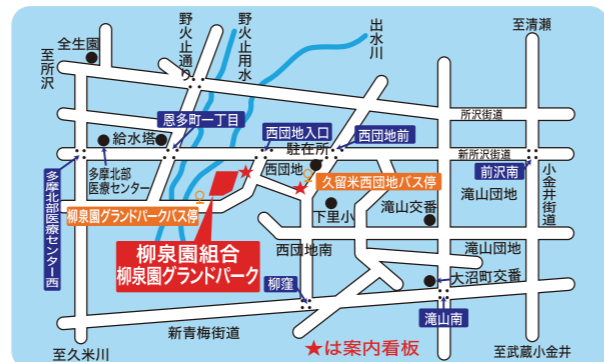 全生園
至所沢
野火止通り
野火止用水
出水川
至清瀬
所沢街道
恩多町一丁目
西団地入口
駐在所
西団地前
新所沢街道
給水塔
西団地
前沢南
小金井街道
多摩北部
医療センター
多摩北部医療センター西
久留米西団地バス停
滝山団地
柳泉園グランドパークバス停
下里小
滝山交番
柳泉園組合
柳泉園グランドパーク
西団地南
滝山団地
大沼町交番
柳窪
滝山南
新青梅街道
★は案内看板
至久米川
至武蔵小金井